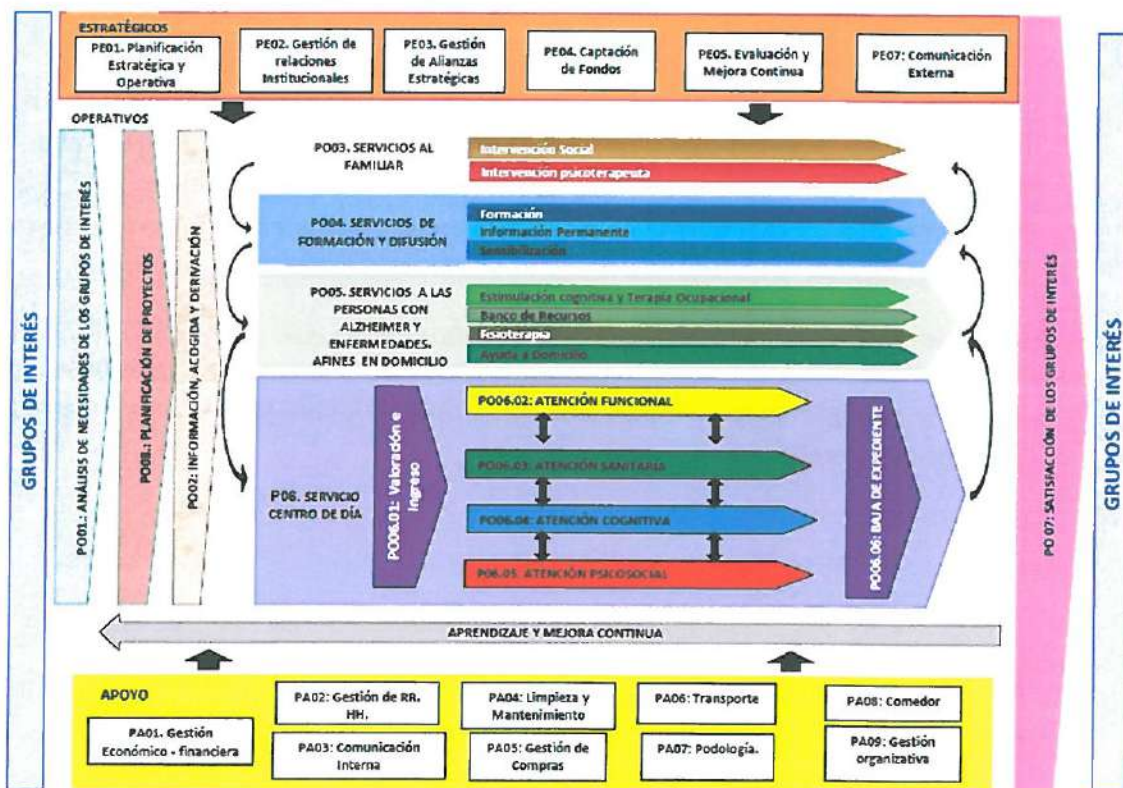 ESTRATÉGICOS
PE01. Planificación
Estratégica y
Operativa
PE02. Gestión de
relaciones
Institucionales
PE03. Gestión
de Alianzas
Estratégicas
PE04. Captación
de Fondos
PE05. Evaluación y
Mejora Continua
PE07: Comunicación
Externa
GRUPOS DE INTERÉS
OPERATIVOS
PO01.: ANÁLISIS DE NECESIDADES DE LOS GRUPOS DE INTERÉS
PO08.: PLANIFICACIÓN DE PROYECTOS
PO02: INFORMACIÓN, ACOGIDA Y DERIVACIÓN
PO03. SERVICIOS AL
FAMILIAR
Intervención Social
Intervención psicoterapeuta
PO04. SERVICIOS DE
FORMACIÓN Y DIFUSIÓN
Formación
Información Permanente
Sensibilización
PO05. SERVICIOS A LAS
PERSONAS CON
ALZHEIMER Y
ENFERMEDADES.
AFINES EN DOMICILIO
Estimulación cognitiva y Terapia Ocupacional
Banco de Recursos
Fisioterapia
Ayuda a Domicilio
P06. SERVICIO
CENTRO DE DÍA
PO06.01: Valoración e
Ingreso
PO06.02: ATENCIÓN FUNCIONAL
PO06.03: ATENCIÓN SANITARIA
PO06.04: ATENCIÓN COGNITIVA
P06.05: ATENCIÓN PSICOSOCIAL
PO06.06: BAJA DE EXPEDIENTE
PO 07: SATISFACCIÓN DE LOS GRUPOS DE INTERÉS
GRUPOS DE INTERÉS
APRENDIZAJE Y MEJORA CONTINUA
APOYO
PA01. Gestión
Económico - financiera
PA02: Gestión de RR.
HH.
PA03: Comunicación
Interna
PA04: Limpieza y
Mantenimiento
PA05: Gestión de
Compras
PA06: Transporte
PA07: Podología.
PA08: Comedor
PA09: Gestión
organizativa